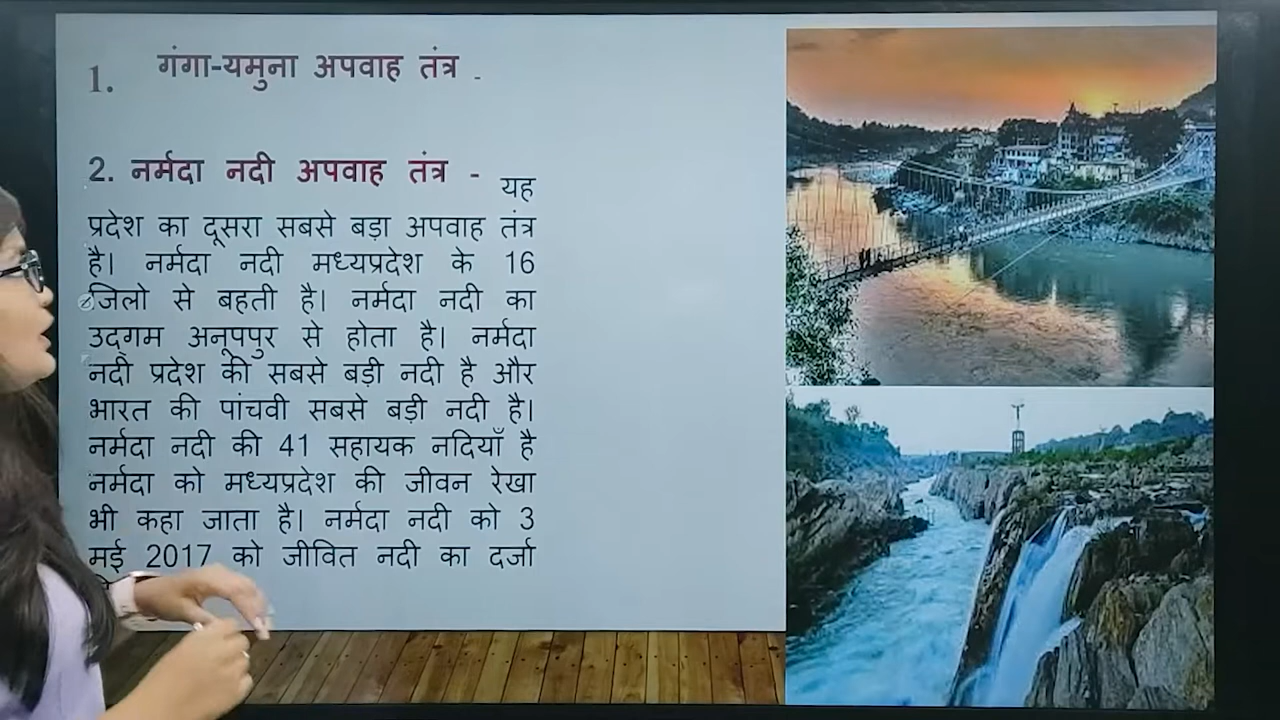 1. गंगा-यमुना अपवाह तंत्र -
2. नर्मदा नदी अपवाह तंत्र - यह
प्रदेश का दूसरा सबसे बड़ा अपवाह तंत्र
है। नर्मदा नदी मध्यप्रदेश के 16
जिलो से बहती है। नर्मदा नदी का
उद्गम अनूपपुर से होता है। नर्मदा
नदी प्रदेश की सबसे बड़ी नदी है और
भारत की पांचवी सबसे बड़ी नदी है।
नर्मदा नदी की 41 सहायक नदियाँ है
नर्मदा को मध्यप्रदेश की जीवन रेखा
भी कहा जाता है। नर्मदा नदी को 3
मई 2017 को जीवित नदी का दर्जा